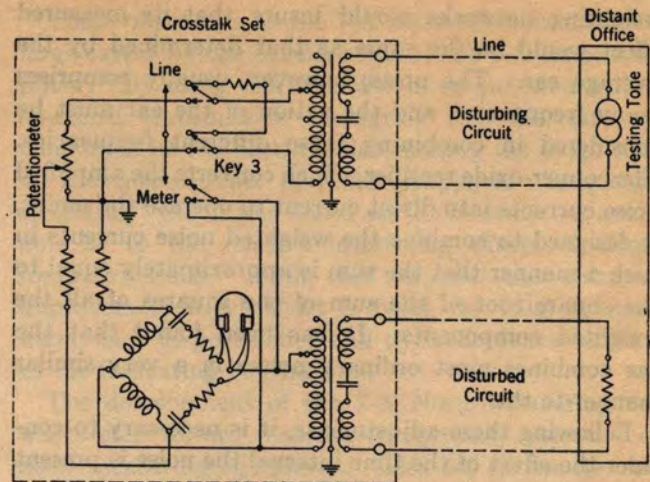 Crosstalk Set
Distant
Office
Line
Line
Disturbing
Circuit
Testing Tone
Potentiometer
Key 3
Meter
Disturbed
Circuit